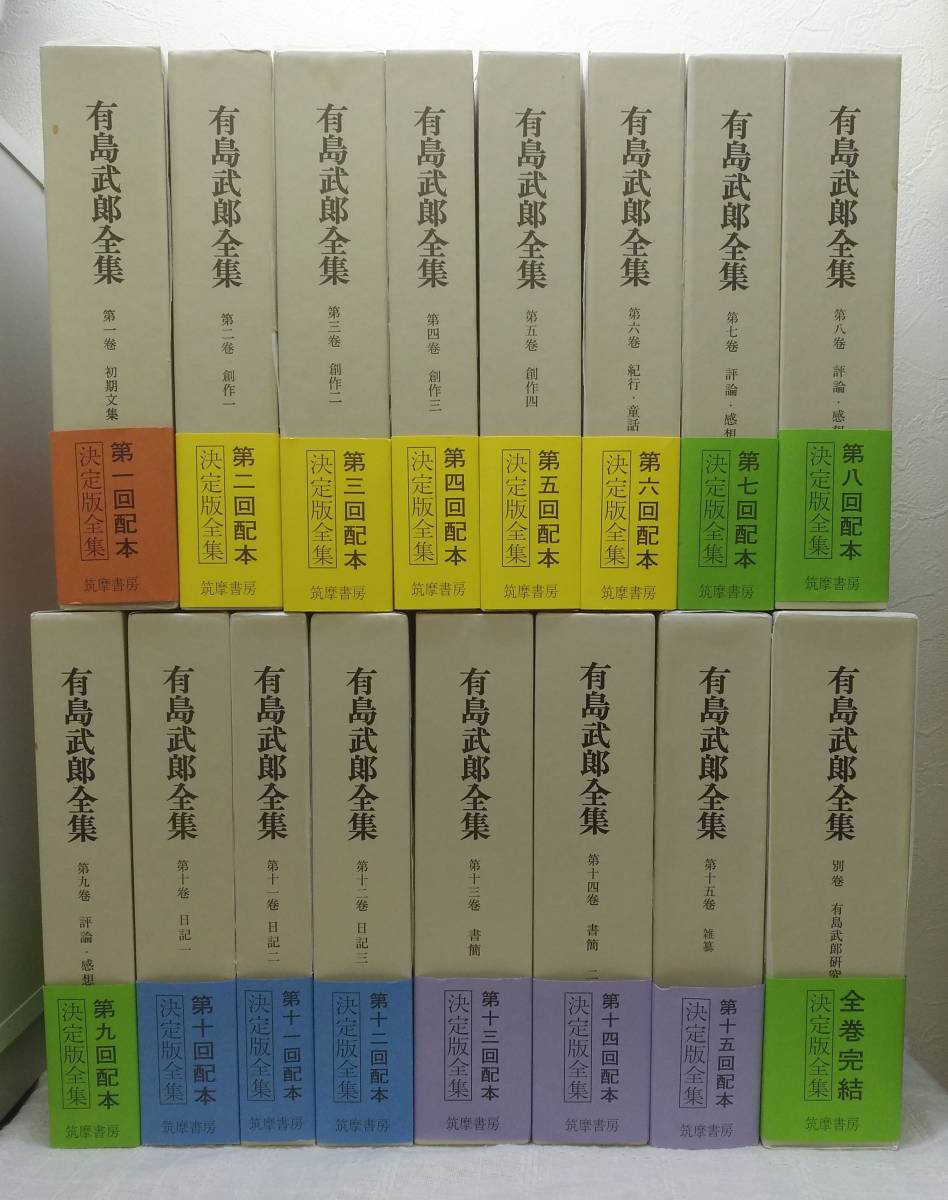 有島武郎全集
第一巻 初期文集
第一回配本
決定版全集
筑摩書房
有島武郎全集
第二巻 創作一
第二回配本
決定版全集
筑摩書房
有島武郎全集
第三巻 創作二
第三回配本
決定版全集
筑摩書房
有島武郎全集
第四巻 創作三
第四回配本
決定版全集
筑摩書房
有島武郎全集
第五巻 創作四
第五回配本
決定版全集
筑摩書房
有島武郎全集
第六巻 紀行・童話
第六回配本
決定版全集
筑摩書房
有島武郎全集
第七巻 評論・感想
第七回配本
決定版全集
筑摩書房
有島武郎全集
第八巻 評論・感想
第八回配本
決定版全集
筑摩書房
有島武郎全集
第九巻 評論・感想
第九回配本
決定版全集
筑摩書房
有島武郎全集
第十巻 日記一
第十回配本
決定版全集
筑摩書房
有島武郎全集
第十一巻 日記二
第十一回配本
決定版全集
筑摩書房
有島武郎全集
第十二巻 日記三
第十二回配本
決定版全集
筑摩書房
有島武郎全集
第十三巻 書簡
第十三回配本
決定版全集
筑摩書房
有島武郎全集
第十四巻 書簡 二
第十四回配本
決定版全集
筑摩書房
有島武郎全集
第十五巻 雑纂
第十五回配本
決定版全集
筑摩書房
有島武郎全集
別巻 有島武郎研究
全巻完結
決定版全集
筑摩書房